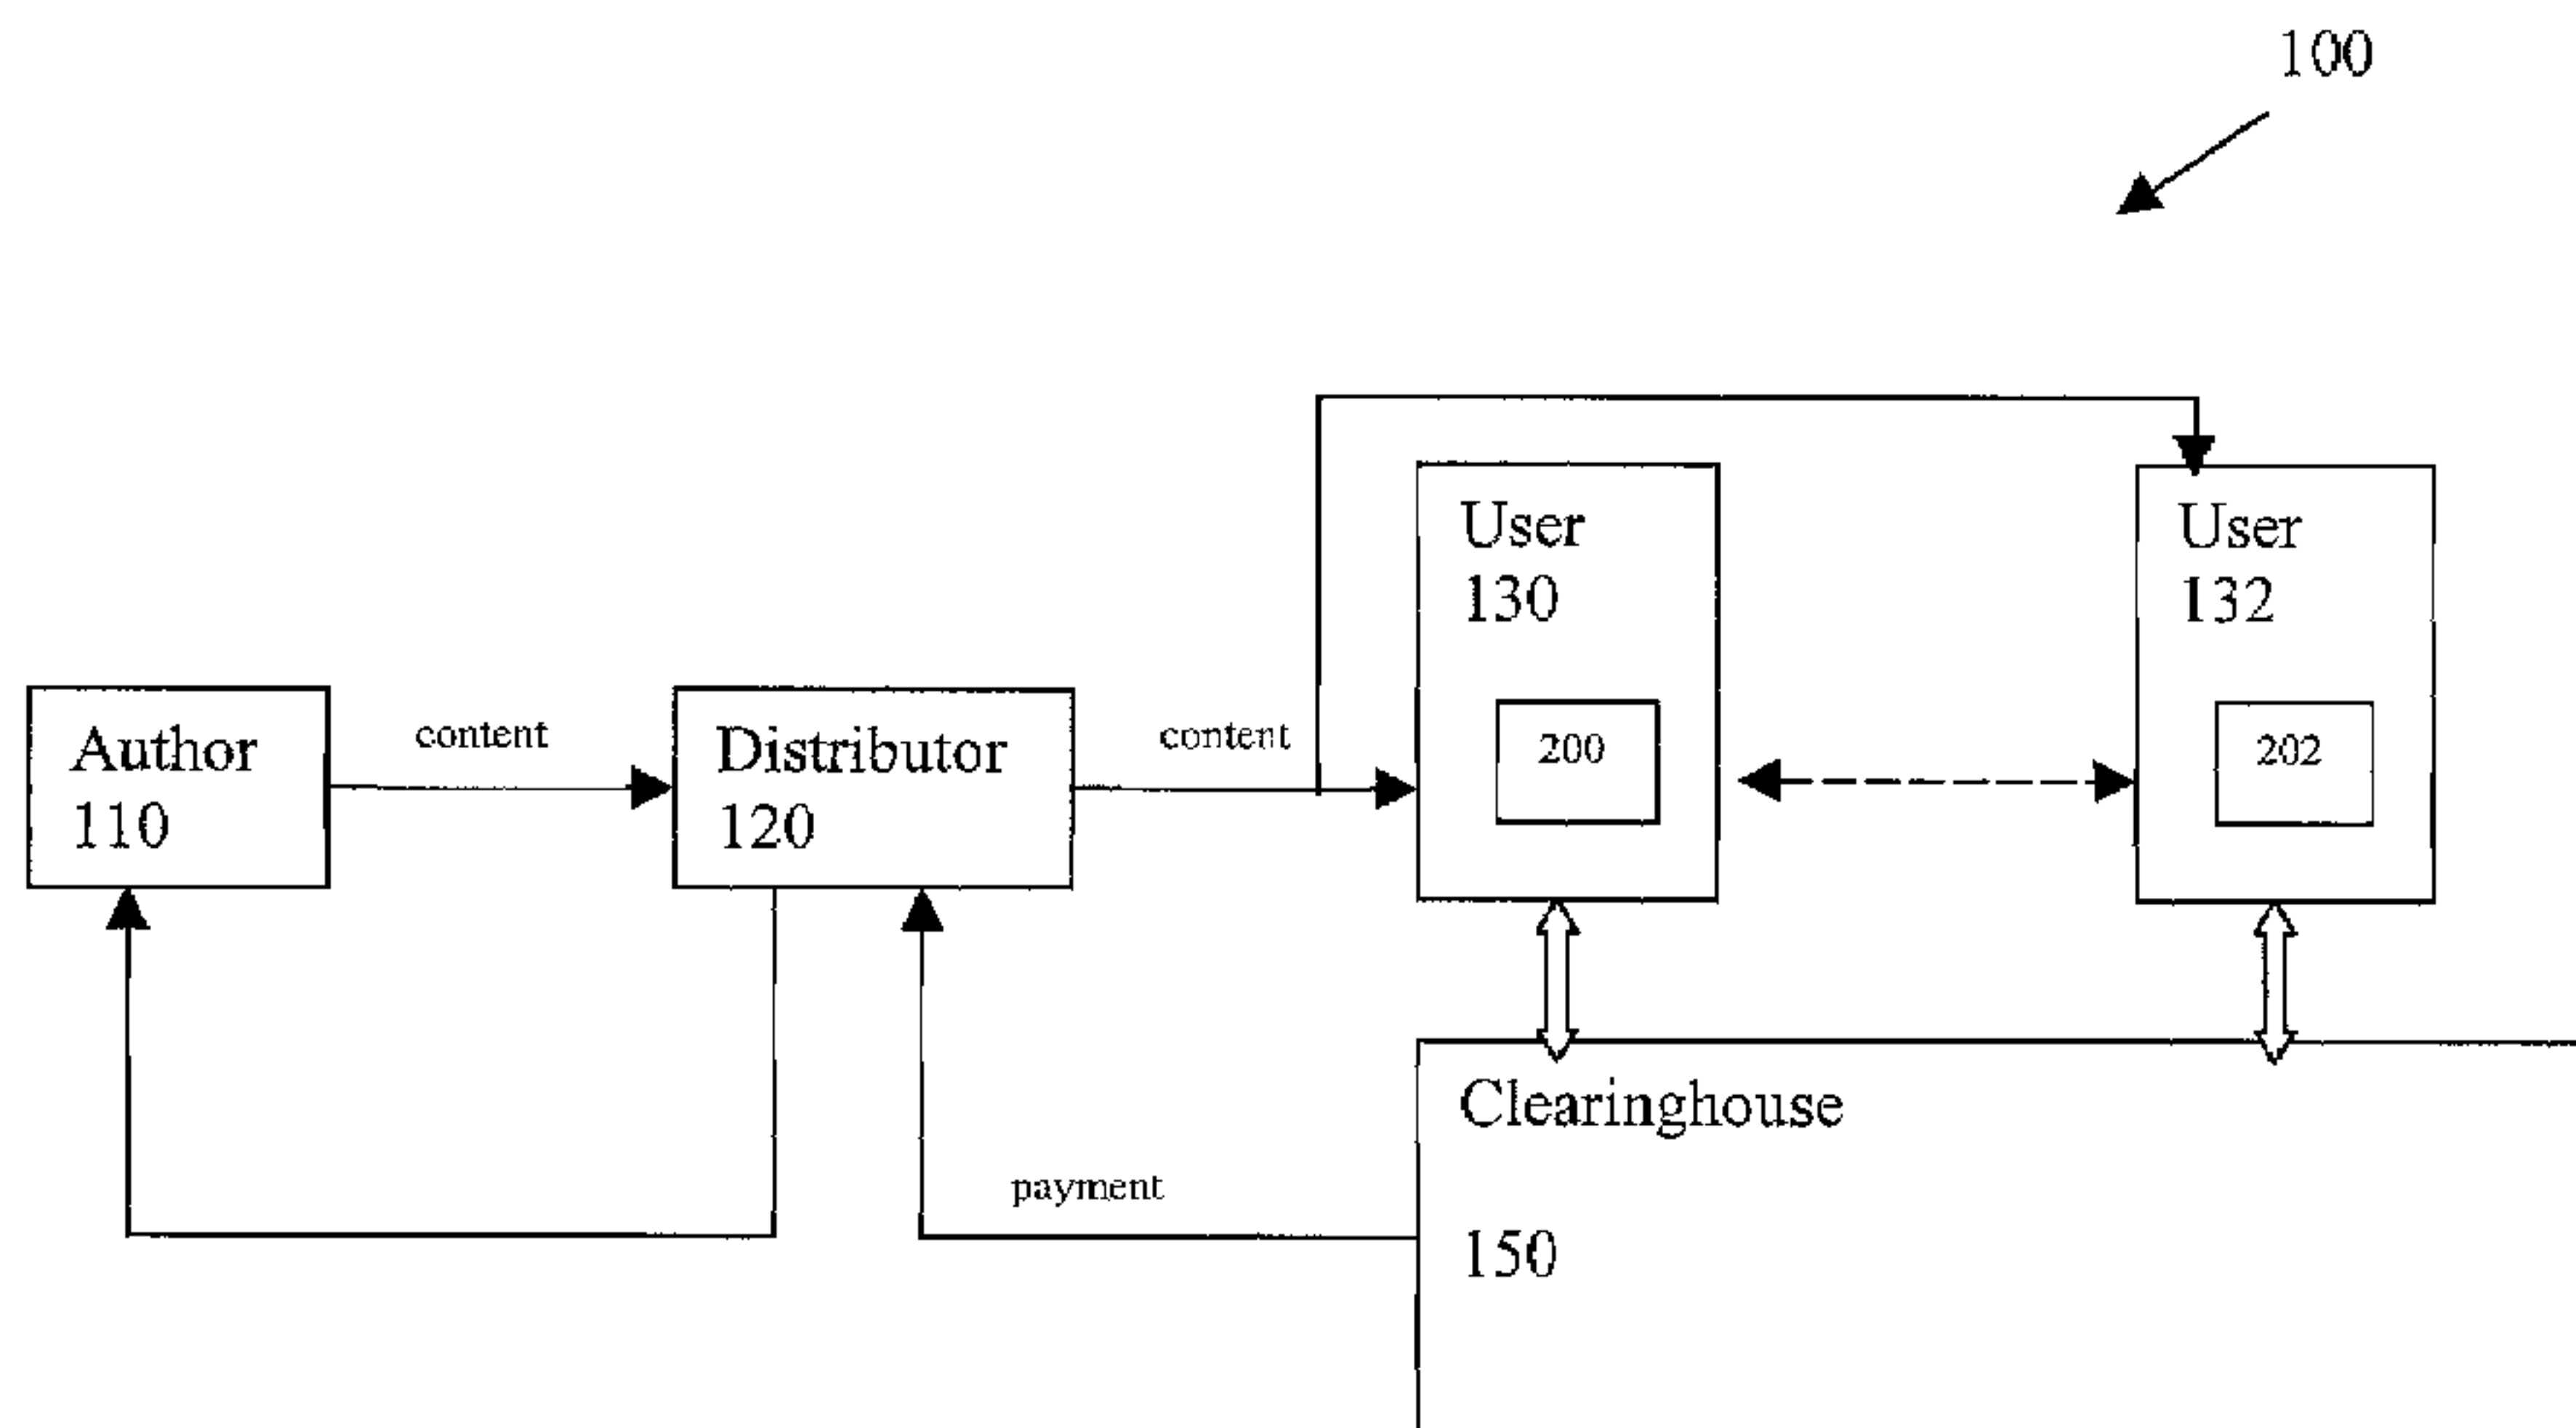 100
User
130
200
User
132
202
Author
110
content
Distributor
120
content
payment
Clearinghouse
150